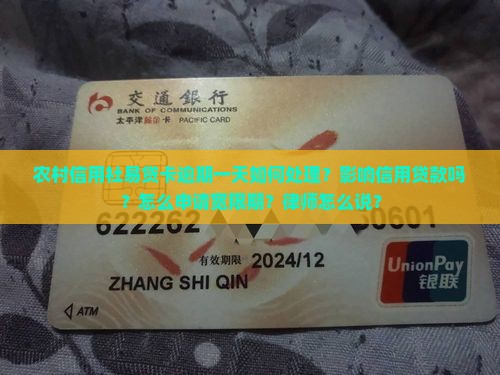 交通銀行
BANK OF COMMUNICATIONS
太平洋 卡 PACIFIC CARD
农村信用社易贷卡逾期一天如何处理？影响信用贷款吗
？怎么申请宽限期？律师怎么说？
622262 60601
有效期限 2024/12
ZHANG SHI QIN
ATM
UnionPay
银联